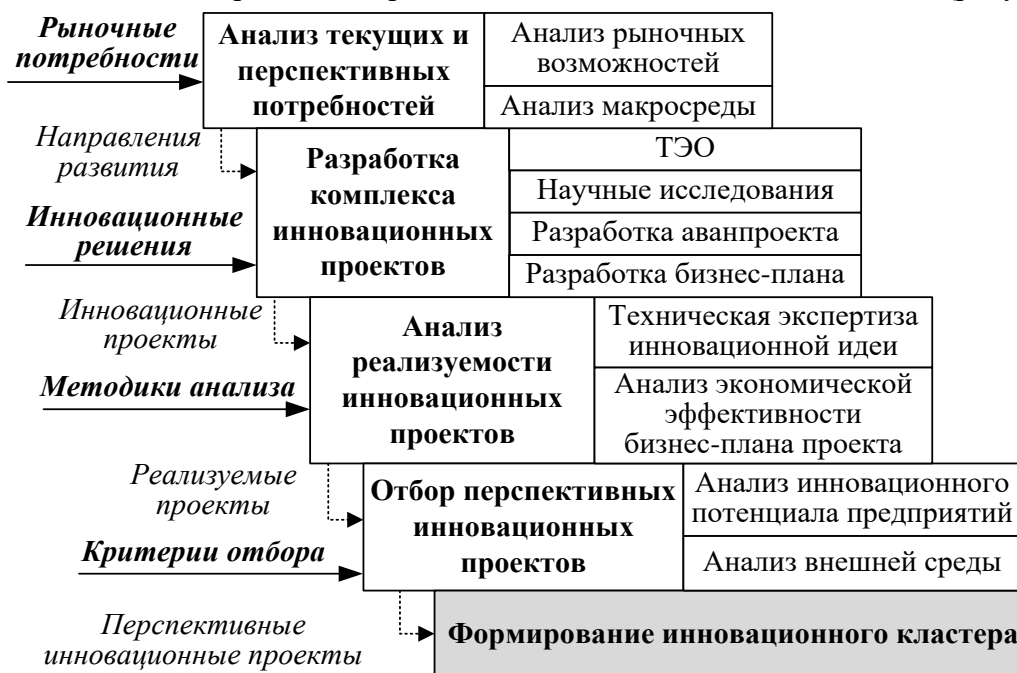 Рыночные
потребности
Анализ текущих и
перспективных
потребностей
Анализ рыночных
возможностей
Анализ макросреды
Направления
развития
Разработка
комплекса
инновационных
проектов
ТЭО
Научные исследования
Разработка аванпроекта
Разработка бизнес-плана
Инновационные
решения
Инновационные
проекты
Анализ
реализуемости
инновационных
проектов
Техническая экспертиза
инновационной идеи
Анализ экономической
эффективности
бизнес-плана проекта
Методики анализа
Реализуемые
проекты
Отбор перспективных
инновационных
проектов
Анализ инновационного
потенциала предприятий
Анализ внешней среды
Критерии отбора
Перспективные
инновационные проекты
Формирование инновационного кластера